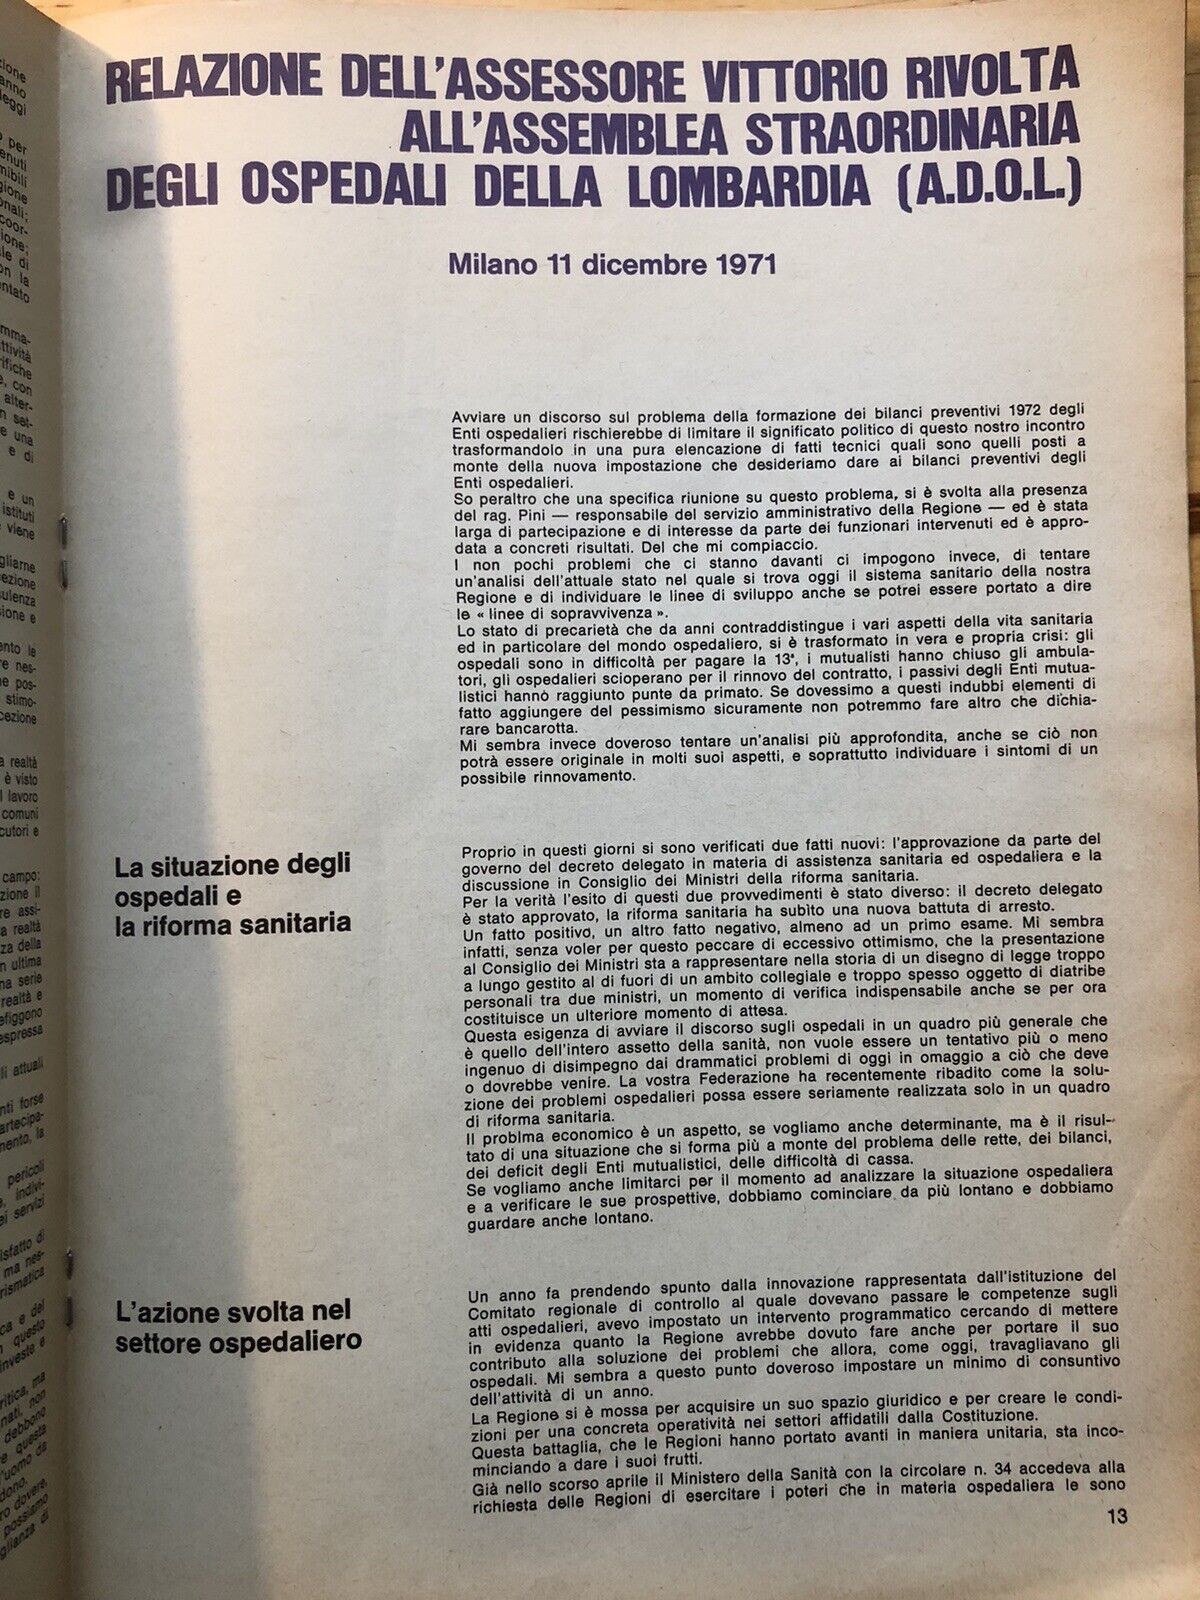 RELAZIONE DELL'ASSESSORE VITTORIO RIVOLTA
ALL'ASSEMBLEA STRAORDINARIA
DEGLI OSPEDALI DELLA LOMBARDIA (A.D.O.L.)
Milano 11 dicembre 1971
Avviare un discorso sul problema della formazione dei bilanci preventivi 1972 degli
Enti ospedalieri rischierebbe di limitare il significato politico di questo nostro incontro
trasformandolo in una pura elencazione di fatti tecnici quali sono quelli posti a
monte della nuova impostazione che desideriamo dare ai bilanci preventivi degli
Enti ospedalieri.
So peraltro che una specifica riunione su questo problema, si è svolta alla presenza
del rag. Pini — responsabile del servizio amministrativo della Regione — ed è stata
larga di partecipazione e di interesse da parte dei funzionari intervenuti ed è appro-
data a concreti risultati. Del che mi compiaccio.
I non pochi problemi che ci stanno davanti ci impogono invece, di tentare
un'analisi dell'attuale stato nel quale si trova oggi il sistema sanitario della nostra
Regione e di individuare le linee di sviluppo anche se potrei essere portato a dire
le « linee di sopravvivenza ».
Lo stato di precarietà che da anni contraddistingue i vari aspetti della vita sanitaria
ed in particolare del mondo ospedaliero, si è trasformato in vera e propria crisi: gli
ospedali sono in difficoltà per pagare la 13ª, i mutualisti hanno chiuso gli ambula-
tori, gli ospedalieri scioperano per il rinnovo del contratto, i passivi degli Enti mutua-
listici hanno raggiunto punte da primato. Se dovessimo a questi indubbi elementi di
fatto aggiungere del pessimismo sicuramente non potremmo fare altro che dichia-
rare bancarotta.
Mi sembra invece doveroso tentare un'analisi più approfondita, anche se ciò non
potrà essere originale in molti suoi aspetti, e soprattutto individuare i sintomi di un
possibile rinnovamento.
La situazione degli
ospedali e
la riforma sanitaria
Proprio in questi giorni si sono verificati due fatti nuovi: l'approvazione da parte del
governo del decreto delegato in materia di assistenza sanitaria ed ospedaliera e la
discussione in Consiglio dei Ministri della riforma sanitaria.
Per la verità l'esito di questi due provvedimenti è stato diverso: il decreto delegato
è stato approvato, la riforma sanitaria ha subìto una nuova battuta di arresto.
Un fatto positivo, un altro fatto negativo, almeno ad un primo esame. Mi sembra
infatti, senza voler per questo peccare di eccessivo ottimismo, che la presentazione
al Consiglio dei Ministri sta a rappresentare nella storia di un disegno di legge troppo
a lungo gestito al di fuori di un ambito collegiale e troppo spesso oggetto di diatribe
personali tra due ministri, un momento di verifica indispensabile anche se per ora
costituisce un ulteriore momento di attesa.
Questa esigenza di avviare il discorso sugli ospedali in un quadro più generale che
è quello dell'intero assetto della sanità, non vuole essere un tentativo più o meno
ingenuo di disimpegno dai drammatici problemi di oggi in omaggio a ciò che deve
o dovrebbe venire. La vostra Federazione ha recentemente ribadito come la solu-
zione dei problemi ospedalieri possa essere seriamente realizzata solo in un quadro
di riforma sanitaria.
Il problma economico è un aspetto, se vogliamo anche determinante, ma è il risul-
tato di una situazione che si forma più a monte del problema delle rette, dei bilanci,
dei deficit degli Enti mutualistici, delle difficoltà di cassa.
Se vogliamo anche limitarci per il momento ad analizzare la situazione ospedaliera
e a verificare le sue prospettive, dobbiamo cominciare da più lontano e dobbiamo
guardare anche lontano.
L'azione svolta nel
settore ospedaliero
Un anno fa prendendo spunto dalla innovazione rappresentata dall'istituzione del
Comitato regionale di controllo al quale dovevano passare le competenze sugli
atti ospedalieri, avevo impostato un intervento programmatico cercando di mettere
in evidenza quanto la Regione avrebbe dovuto fare anche per portare il suo
contributo alla soluzione dei problemi che allora, come oggi, travagliavano gli
ospedali. Mi sembra a questo punto doveroso impostare un minimo di consuntivo
dell'attività di un anno.
La Regione si è mossa per acquisire un suo spazio giuridico e per creare le condi-
zioni per una concreta operatività nei settori affidatili dalla Costituzione.
Questa battaglia, che le Regioni hanno portato avanti in maniera unitaria, sta inco-
minciando a dare i suoi frutti.
Già nello scorso aprile il Ministero della Sanità con la circolare n. 34 accedeva alla
richiesta delle Regioni di esercitare i poteri che in materia ospedaliera le sono
13